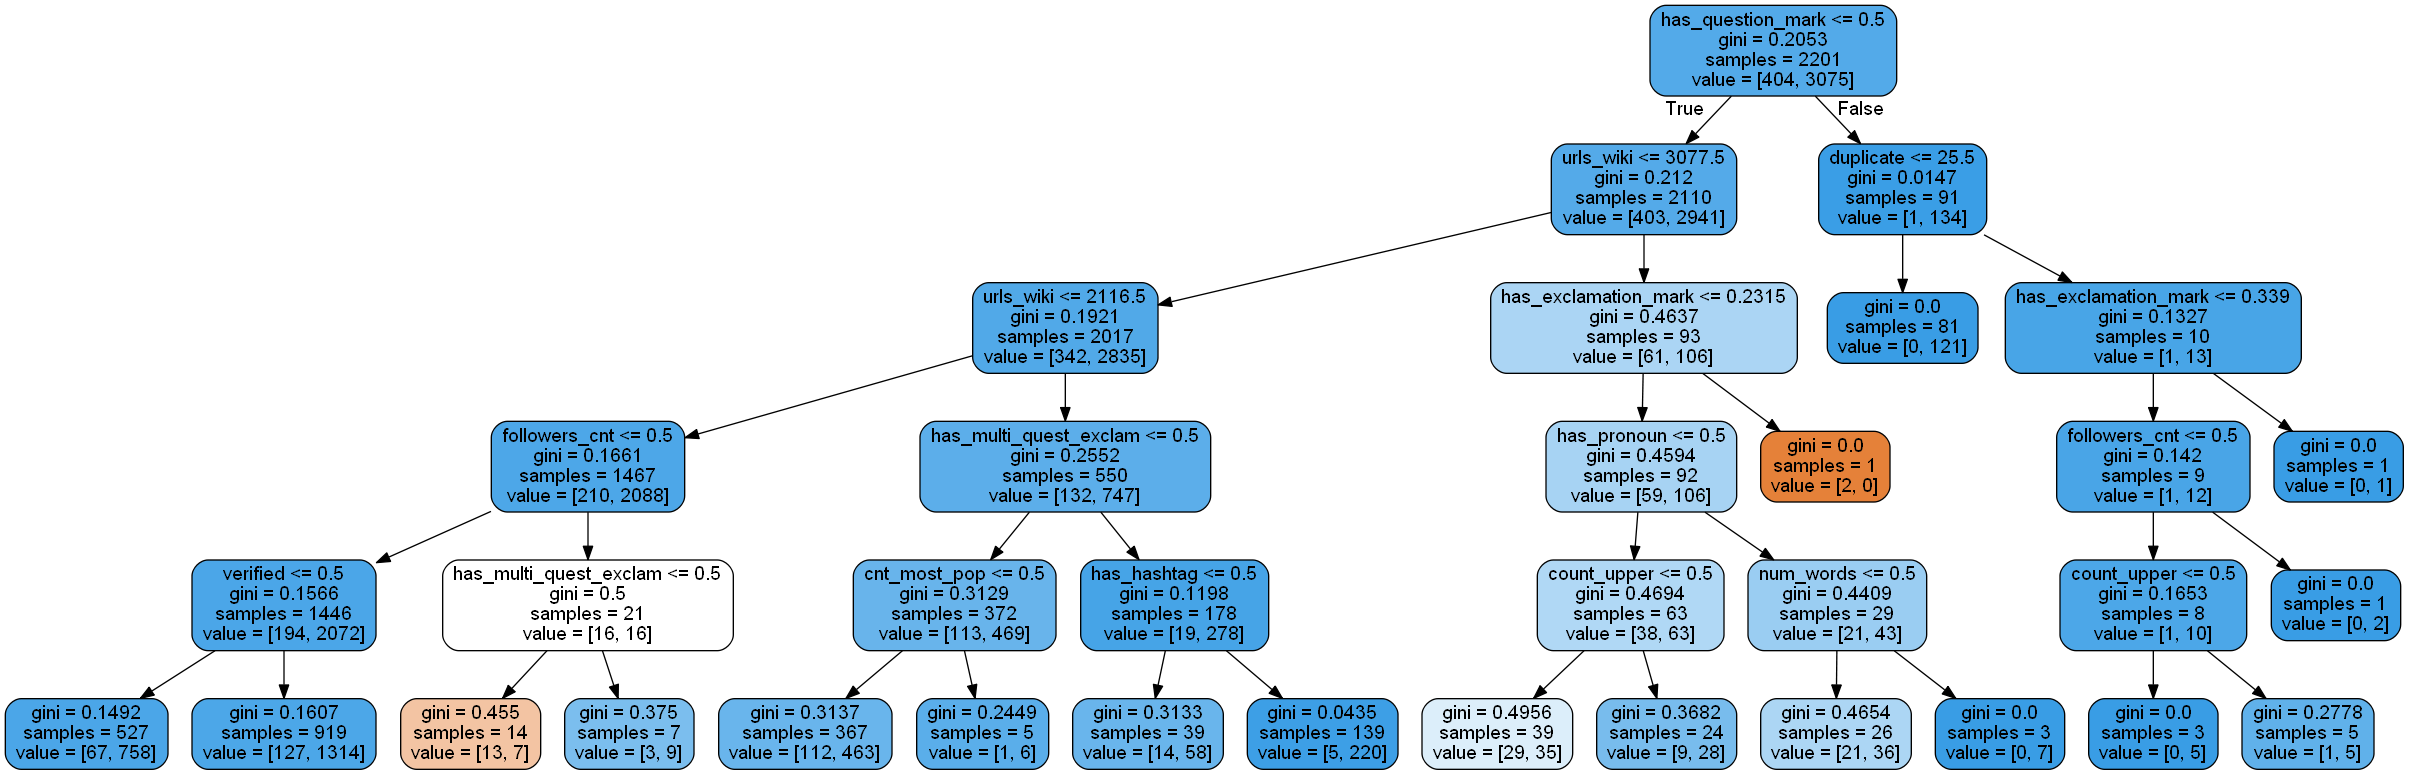 has_question_mark <= 0.5
gini = 0.2053
samples = 2201
value = [404, 3075]
True
False
urls_wiki <= 3077.5
gini = 0.212
samples = 2110
value = [403, 2941]
duplicate <= 25.5
gini = 0.0147
samples = 91
value = [1, 134]
urls_wiki <= 2116.5
gini = 0.1921
samples = 2017
value = [342, 2835]
has_exclamation_mark <= 0.2315
gini = 0.4637
samples = 93
value = [61, 106]
gini = 0.0
samples = 81
value = [0, 121]
has_exclamation_mark <= 0.339
gini = 0.1327
samples = 10
value = [1, 13]
followers_cnt <= 0.5
gini = 0.1661
samples = 1467
value = [210, 2088]
has_multi_quest_exclam <= 0.5
gini = 0.2552
samples = 550
value = [132, 747]
has_pronoun <= 0.5
gini = 0.4594
samples = 92
value = [59, 106]
gini = 0.0
samples = 1
value = [2, 0]
followers_cnt <= 0.5
gini = 0.142
samples = 9
value = [1, 12]
gini = 0.0
samples = 1
value = [0, 1]
verified <= 0.5
gini = 0.1566
samples = 1446
value = [194, 2072]
has_multi_quest_exclam <= 0.5
gini = 0.5
samples = 21
value = [16, 16]
cnt_most_pop <= 0.5
gini = 0.3129
samples = 372
value = [113, 469]
has_hashtag <= 0.5
gini = 0.1198
samples = 178
value = [19, 278]
count_upper <= 0.5
gini = 0.4694
samples = 63
value = [38, 63]
num_words <= 0.5
gini = 0.4409
samples = 29
value = [21, 43]
count_upper <= 0.5
gini = 0.1653
samples = 8
value = [1, 10]
gini = 0.0
samples = 1
value = [0, 2]
gini = 0.1492
samples = 527
value = [67, 758]
gini = 0.1607
samples = 919
value = [127, 1314]
gini = 0.455
samples = 14
value = [13, 7]
gini = 0.375
samples = 7
value = [3, 9]
gini = 0.3137
samples = 367
value = [112, 463]
gini = 0.2449
samples = 5
value = [1, 6]
gini = 0.3133
samples = 39
value = [14, 58]
gini = 0.0435
samples = 139
value = [5, 220]
gini = 0.4956
samples = 39
value = [29, 35]
gini = 0.3682
samples = 24
value = [9, 28]
gini = 0.4654
samples = 26
value = [21, 36]
gini = 0.0
samples = 3
value = [0, 7]
gini = 0.0
samples = 3
value = [0, 5]
gini = 0.2778
samples = 5
value = [1, 5]